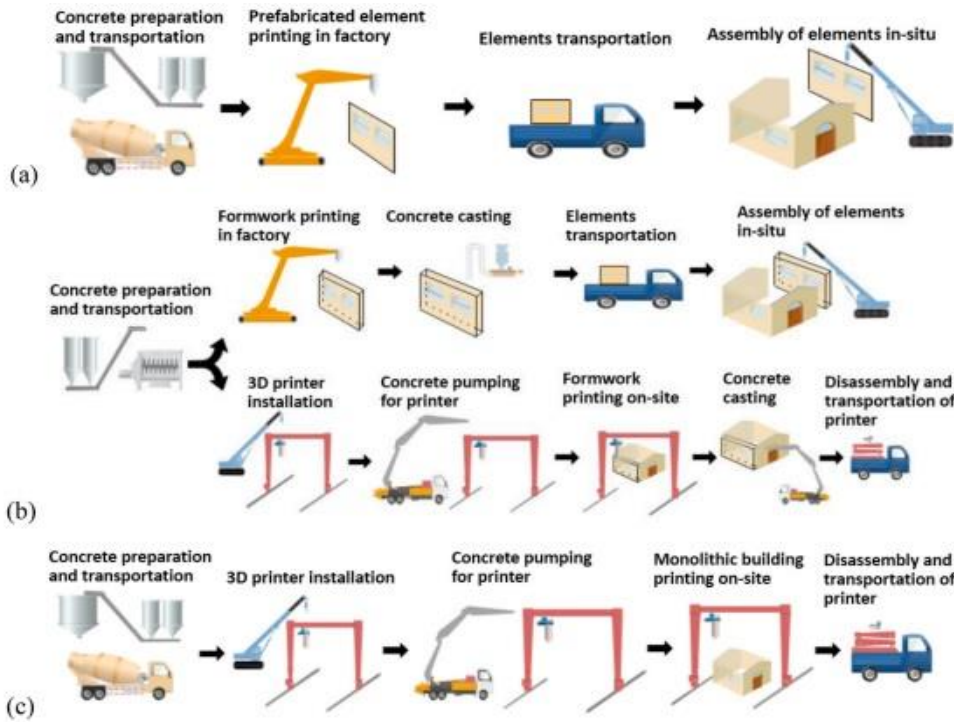 Concrete preparation
and transportation
Prefabricated element
printing in factory
Elements transportation
Assembly of elements in-situ
(a)
Formwork printing
in factory
Concrete casting
Elements
transportation
Assembly of elements
in-situ
Concrete preparation
and transportation
3D printer
installation
Concrete pumping
for printer
Formwork
printing on-site
Concrete
casting
Disassembly and
transportation of
printer
(b)
Concrete preparation
and transportation
3D printer installation
Concrete pumping
for printer
Monolithic building
printing on-site
Disassembly and
transportation of
printer
(c)